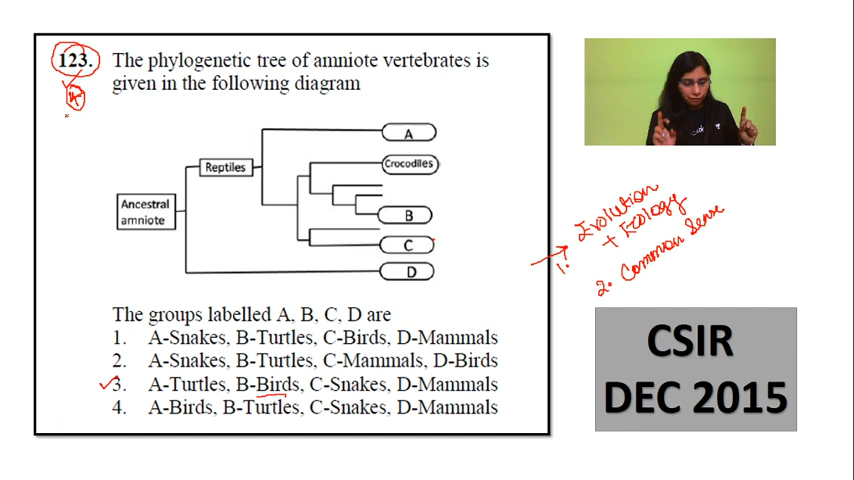 123. The phylogenetic tree of amniote vertebrates is
given in the following diagram
A
Reptiles
Crocodiles
Ancestral
amniote
B
C
D
The groups labelled A, B, C, D are
1. A-Snakes, B-Turtles, C-Birds, D-Mammals
2. A-Snakes, B-Turtles, C-Mammals, D-Birds
3. A-Turtles, B-Birds, C-Snakes, D-Mammals
4. A-Birds, B-Turtles, C-Snakes, D-Mammals
1. Evolution
+ Ecology
2. Common Sense
CSIR
DEC 2015